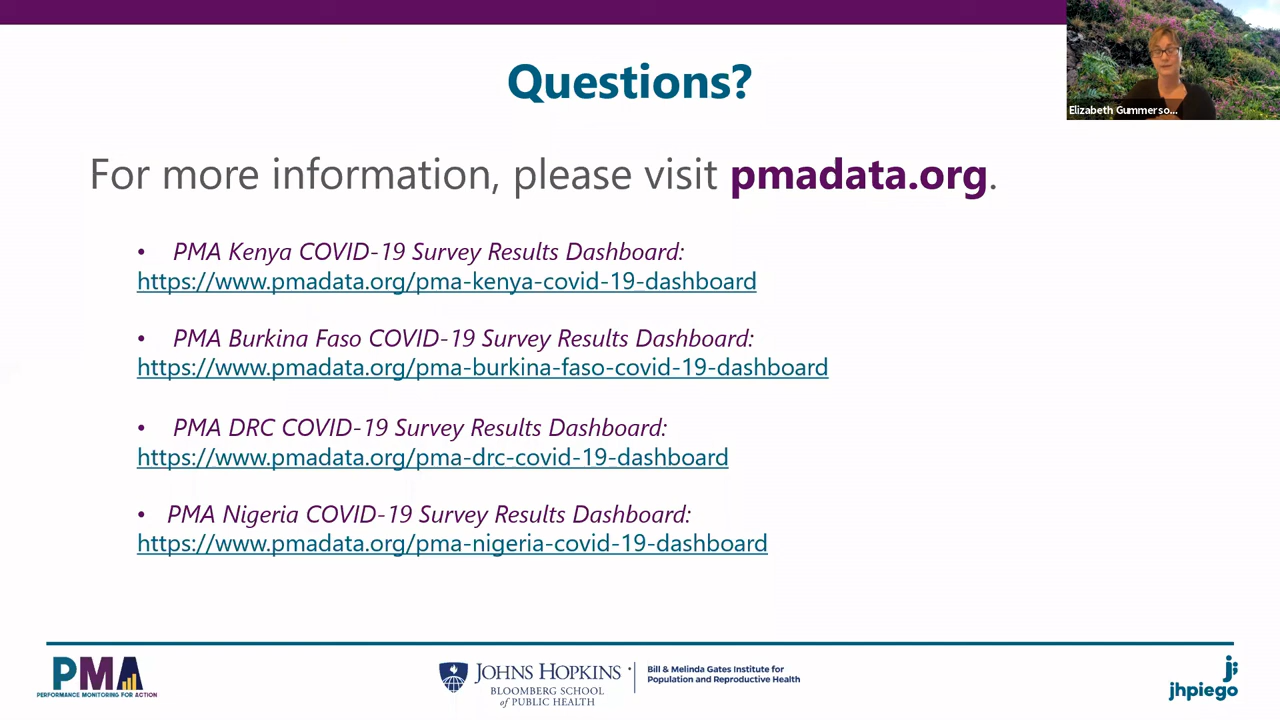 Questions?
Elizabeth Gummerso...
For more information, please visit pmadata.org.
• PMA Kenya COVID-19 Survey Results Dashboard:
https://www.pmadata.org/pma-kenya-covid-19-dashboard
• PMA Burkina Faso COVID-19 Survey Results Dashboard:
https://www.pmadata.org/pma-burkina-faso-covid-19-dashboard
• PMA DRC COVID-19 Survey Results Dashboard:
https://www.pmadata.org/pma-drc-covid-19-dashboard
• PMA Nigeria COVID-19 Survey Results Dashboard:
https://www.pmadata.org/pma-nigeria-covid-19-dashboard
PMA
PERFORMANCE MONITORING FOR ACTION
JOHNS HOPKINS
BLOOMBERG SCHOOL
of PUBLIC HEALTH
Bill & Melinda Gates Institute for
Population and Reproductive Health
j
jhpiego